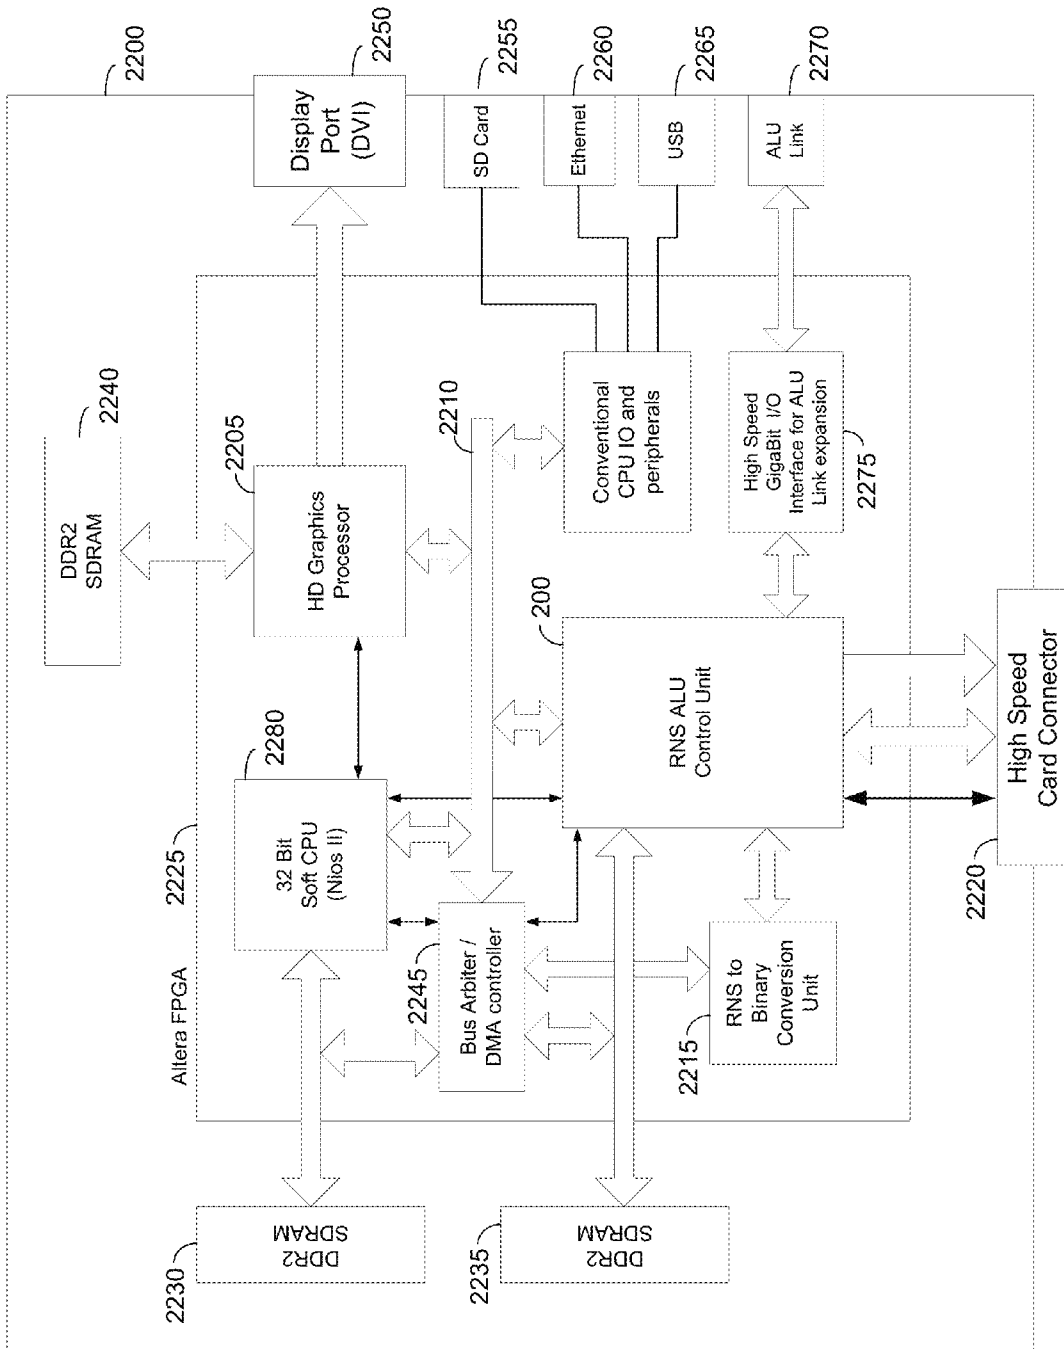 2200
DDR2
SDRAM
2240
Altera FPGA
2225
2230
DDR2
SDRAM
32 Bit
Soft CPU
(Nios II)
2280
HD Graphics
Processor
2205
Display
Port
(DVI)
2250
2235
DDR2
SDRAM
Bus Arbiter /
DMA controller
2245
2210
SD Card
2255
Ethernet
2260
USB
2265
Conventional
CPU IO and
peripherals
RNS to
Binary
Conversion
Unit
2215
RNS ALU
Control Unit
200
High Speed
GigaBit I/O
Interface for ALU
Link expansion
2275
ALU
Link
2270
High Speed
Card Connector
2220